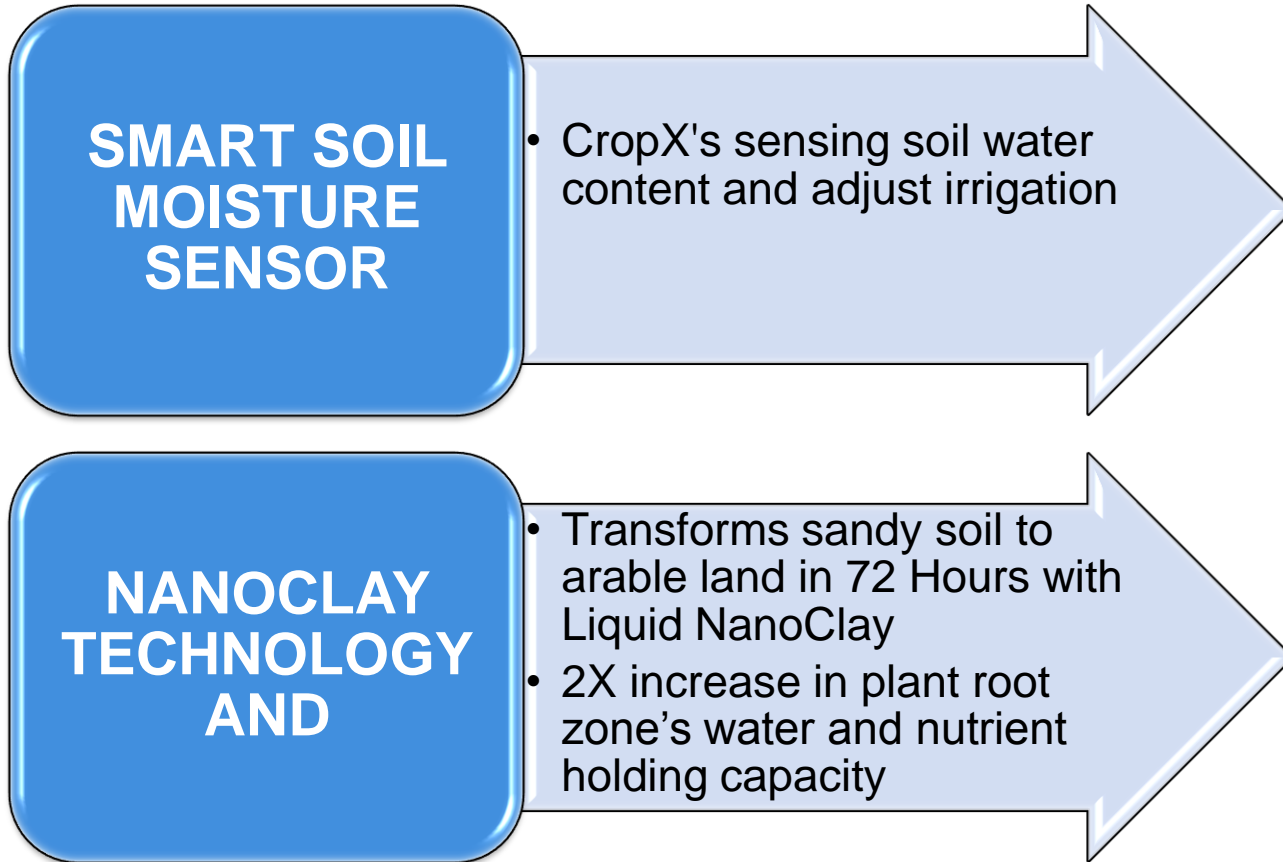 SMART SOIL
MOISTURE
SENSOR
• CropX's sensing soil water
content and adjust irrigation
NANOCLAY
TECHNOLOGY
AND
• Transforms sandy soil to
arable land in 72 Hours with
Liquid NanoClay
• 2X increase in plant root
zone’s water and nutrient
holding capacity